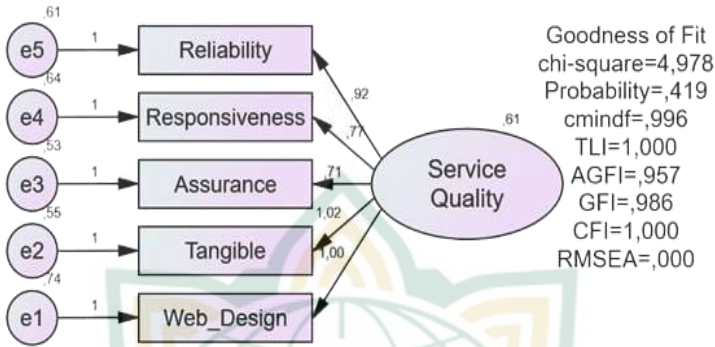 ,61
e5
1
Reliability
,64
e4
1
Responsiveness
,53
e3
1
Assurance
,55
e2
1
Tangible
,74
e1
1
Web_Design
,92
,77
,71
1,02
1,00
,61
Service
Quality
Goodness of Fit
chi-square=4,978
Probability=,419
cmindf=,996
TLI=1,000
AGFI=,957
GFI=,986
CFI=1,000
RMSEA=,000